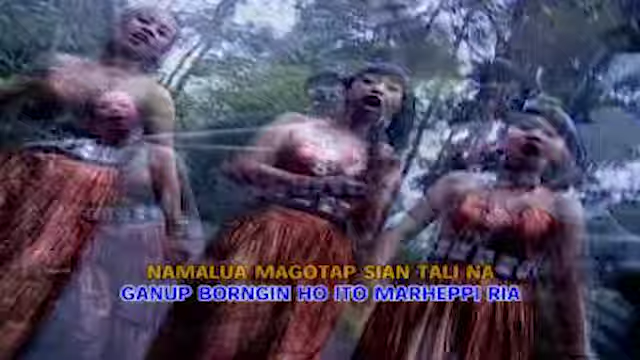 NAMALUA MAGOTAP SIAN TALI NA
GANUP BORNGIN HO ITO MARHEPPI RIA